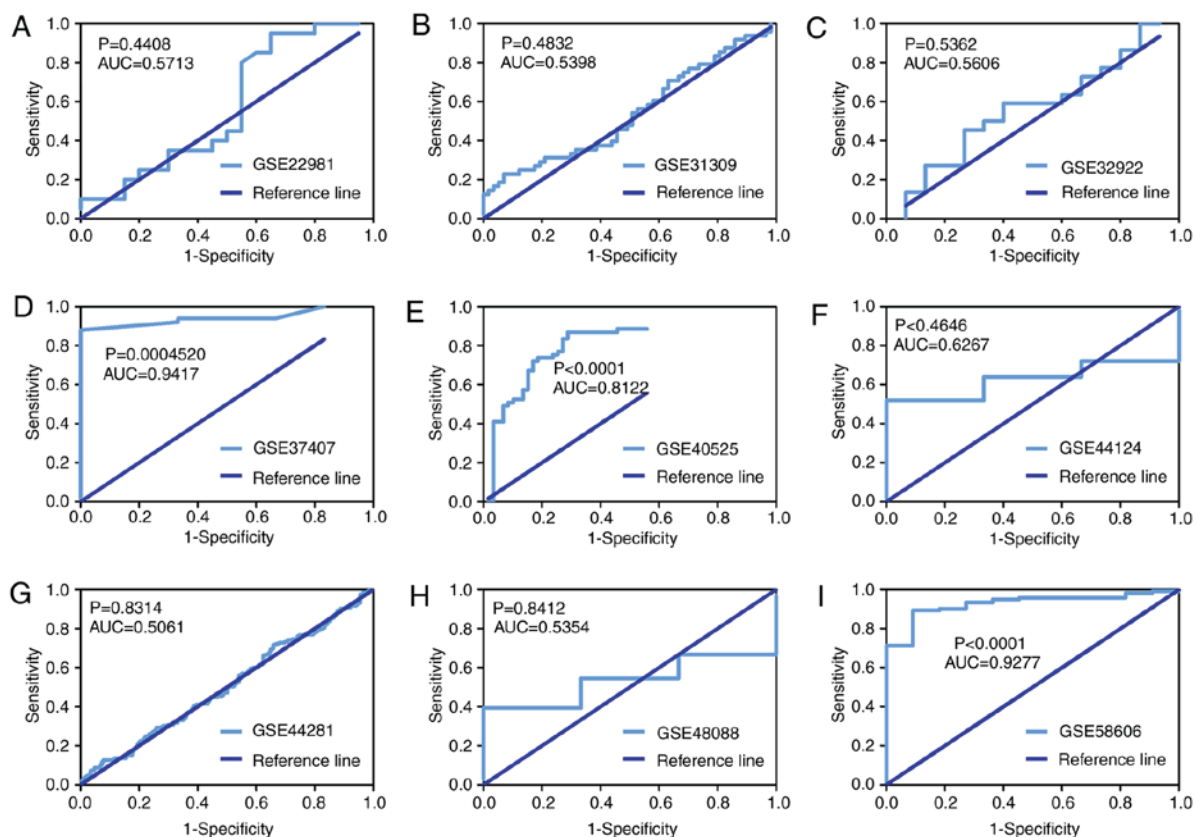 A
P=0.4408
AUC=0.5713
1.0
0.8
0.6
0.4
0.2
0.0
Sensitivity
GSE22981
Reference line
0.0 0.2 0.4 0.6 0.8 1.0
1-Specificity
B
P=0.4832
AUC=0.5398
1.0
0.8
0.6
0.4
0.2
0.0
Sensitivity
GSE31309
Reference line
0.0 0.2 0.4 0.6 0.8 1.0
1-Specificity
C
P=0.5362
AUC=0.5606
1.0
0.8
0.6
0.4
0.2
0.0
Sensitivity
GSE32922
Reference line
0.0 0.2 0.4 0.6 0.8 1.0
1-Specificity
D
P=0.0004520
AUC=0.9417
1.0
0.8
0.6
0.4
0.2
0.0
Sensitivity
GSE37407
Reference line
0.0 0.2 0.4 0.6 0.8 1.0
1-Specificity
E
P<0.0001
AUC=0.8122
1.0
0.8
0.6
0.4
0.2
0.0
Sensitivity
GSE40525
Reference line
0.0 0.2 0.4 0.6 0.8 1.0
1-Specificity
F
P<0.4646
AUC=0.6267
1.0
0.8
0.6
0.4
0.2
0.0
Sensitivity
GSE44124
Reference line
0.0 0.2 0.4 0.6 0.8 1.0
1-Specificity
G
P=0.8314
AUC=0.5061
1.0
0.8
0.6
0.4
0.2
0.0
Sensitivity
GSE44281
Reference line
0.0 0.2 0.4 0.6 0.8 1.0
1-Specificity
H
P=0.8412
AUC=0.5354
1.0
0.8
0.6
0.4
0.2
0.0
Sensitivity
GSE48088
Reference line
0.0 0.2 0.4 0.6 0.8 1.0
1-Specificity
I
P<0.0001
AUC=0.9277
1.0
0.8
0.6
0.4
0.2
0.0
Sensitivity
GSE58606
Reference line
0.0 0.2 0.4 0.6 0.8 1.0
1-Specificity